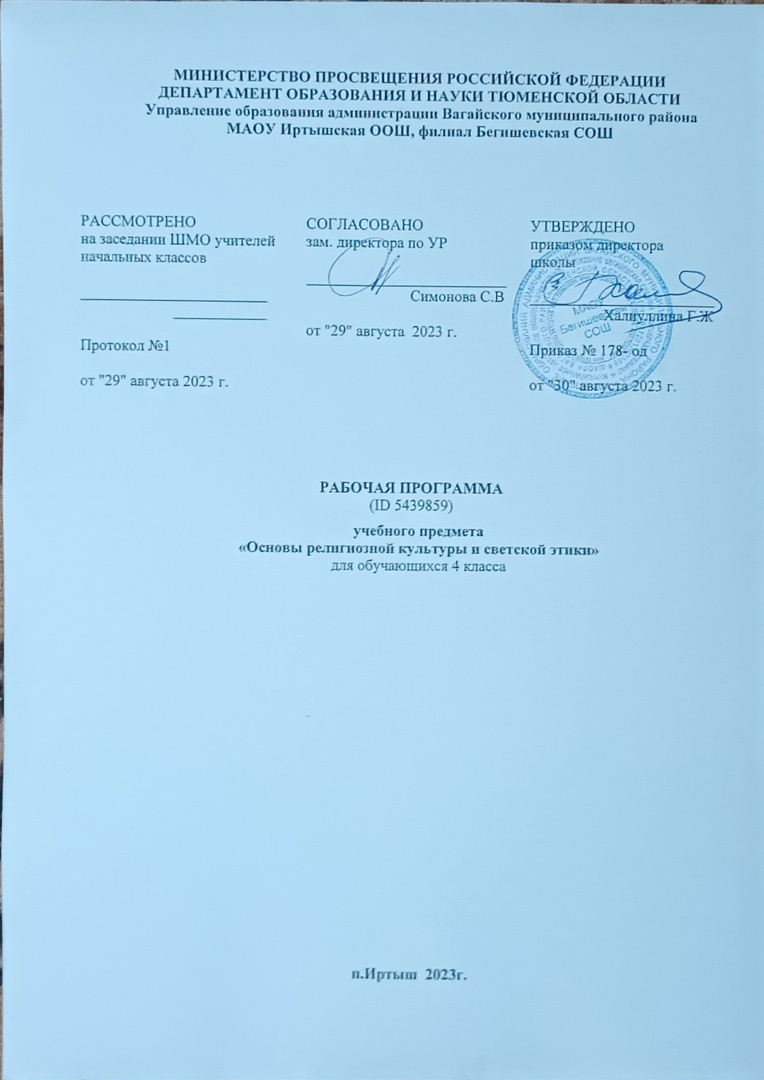 МИНИСТЕРСТВО ПРОСВЕЩЕНИЯ РОССИЙСКОЙ ФЕДЕРАЦИИ
ДЕПАРТАМЕНТ ОБРАЗОВАНИЯ И НАУКИ ТЮМЕНСКОЙ ОБЛАСТИ
Управление образования администрации Вагайского муниципального района
МАОУ Иртышская ООШ, филиал Бегишевская СОШ
РАССМОТРЕНО
на заседании ШМО учителей
начальных классов
Протокол №1
от "29" августа 2023 г.
СОГЛАСОВАНО
зам. директора по УР
Симонова С.В
от "29" августа 2023 г.
УТВЕРЖДЕНО
приказом директора
школы
Халиуллина Г.Ж
Приказ № 178- од
от "30" августа 2023 г.
МАОУ
Бегишевская
СОШ
РАБОЧАЯ ПРОГРАММА
(ID 5439859)
учебного предмета
«Основы религиозной культуры и светской этики»
для обучающихся 4 класса
п.Иртыш 2023г.